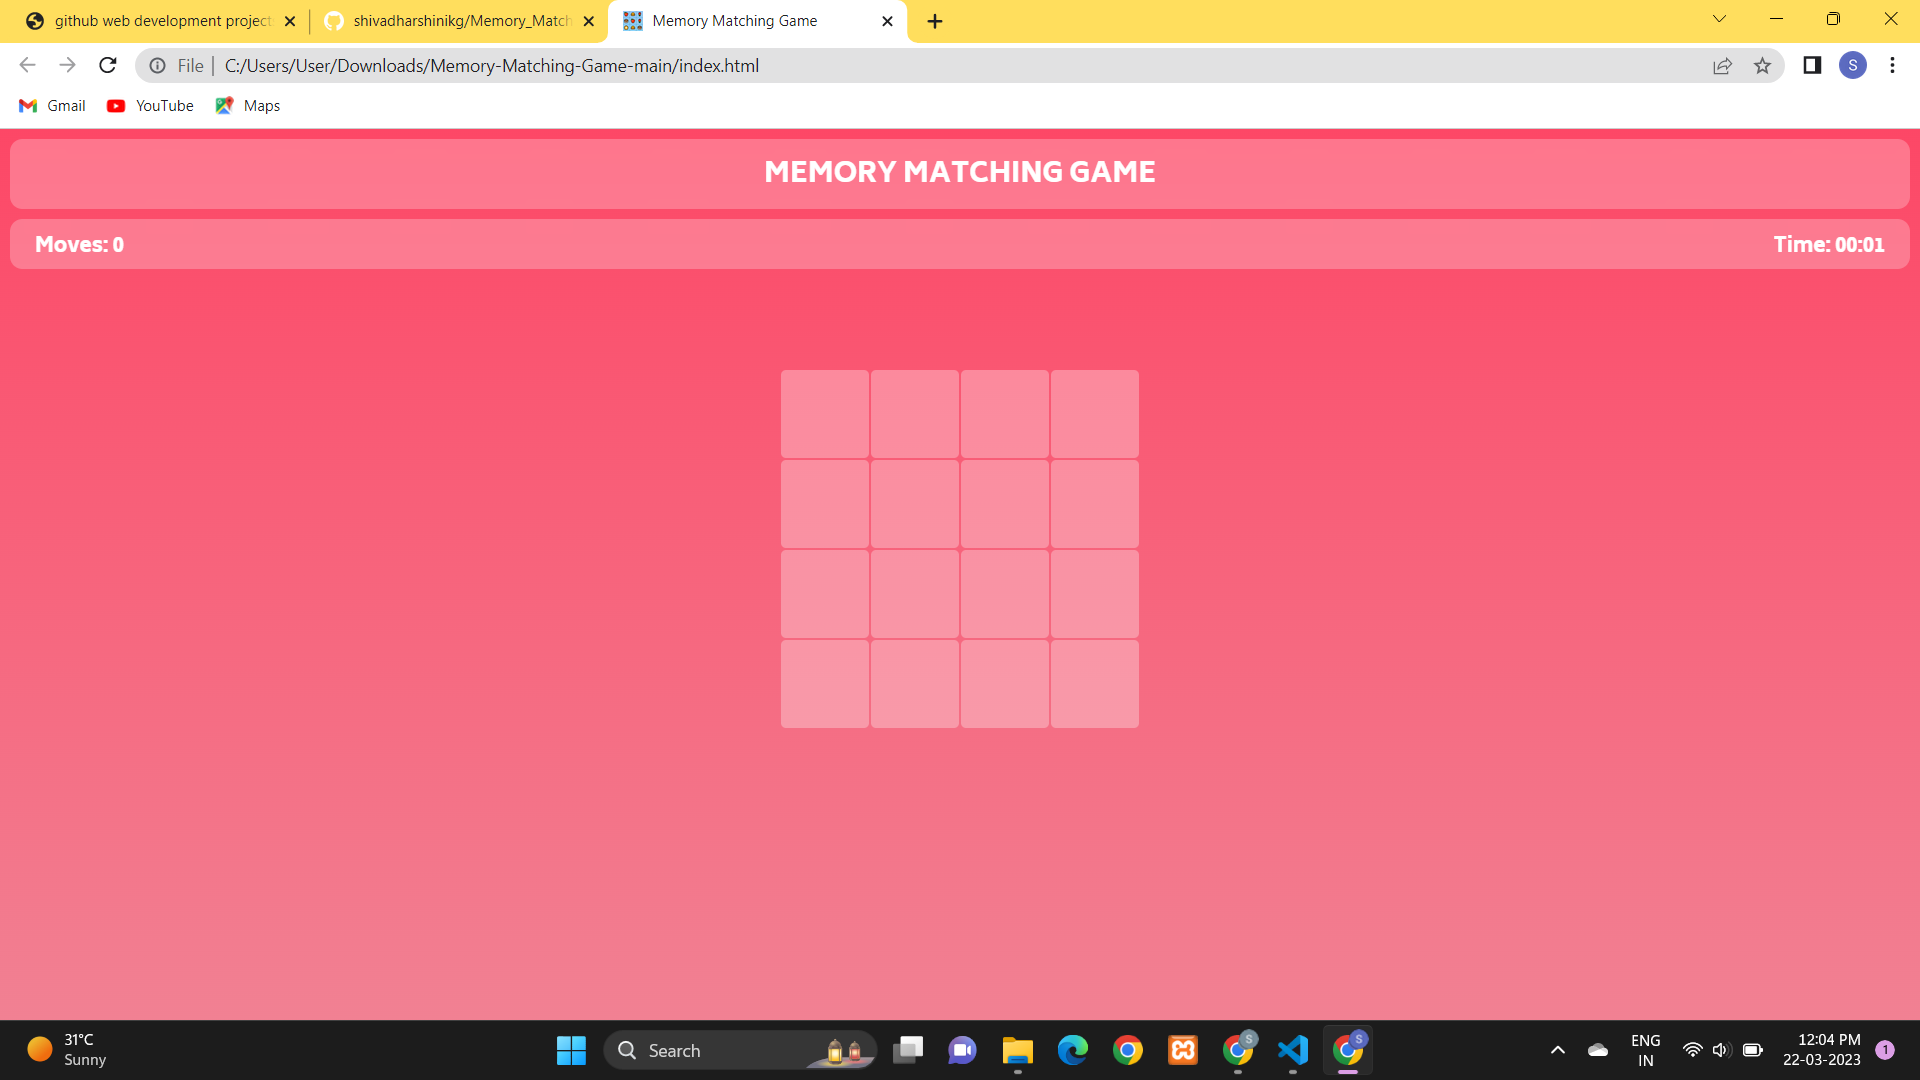 github web development project
shivadharshinikg/Memory_Match
Memory Matching Game
File
C:/Users/User/Downloads/Memory-Matching-Game-main/index.html
S
Gmail
YouTube
Maps
MEMORY MATCHING GAME
Moves: 0
Time: 00:01
31°C
Sunny
Search
S
S
ENG
IN
12:04 PM
22-03-2023
1